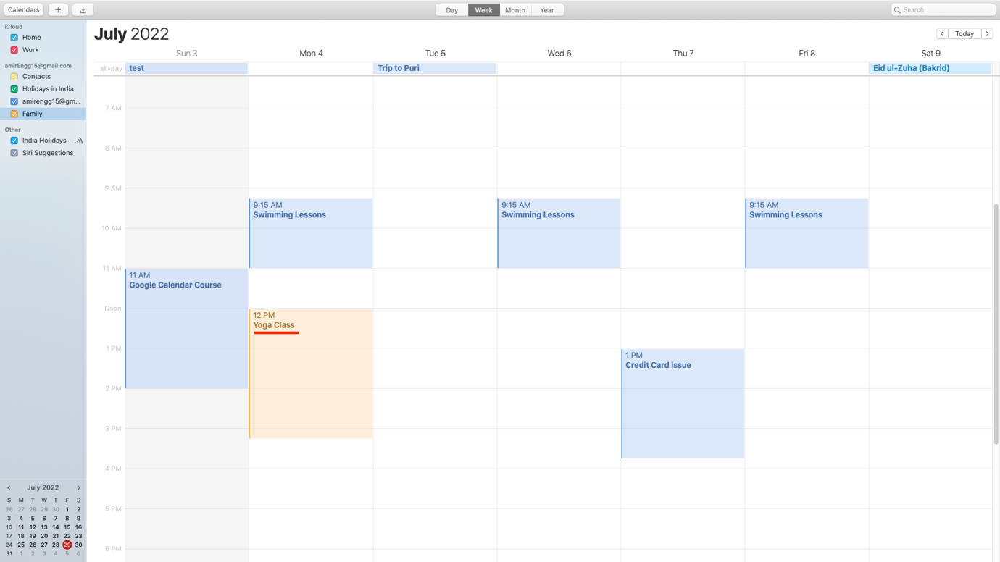 Calendars
+
Day Week Month Year
Search
iCloud
Home
Work
amirEngg15@gmail.com
Contacts
Holidays in India
amirengg15@gm...
Family
Other
India Holidays
Siri Suggestions
July 2022
S M T W T F S
26 27 28 29 30 1 2
3 4 5 6 7 8 9
10 11 12 13 14 15 16
17 18 19 20 21 22 23
24 25 26 27 28 29 30
31 1 2 3 4 5 6
July 2022
Today
Sun 3 Mon 4 Tue 5 Wed 6 Thu 7 Fri 8 Sat 9
all-day test Trip to Puri Eid ul-Zuha (Bakrid)
7 AM
8 AM
9 AM
9:15 AM 9:15 AM 9:15 AM
Swimming Lessons Swimming Lessons Swimming Lessons
10 AM
11 AM
11 AM
Google Calendar Course
Noon
12 PM
Yoga Class
1 PM
1 PM
Credit Card issue
2 PM
3 PM
4 PM
5 PM
6 PM